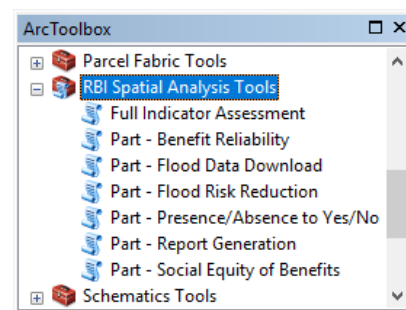 ArcToolbox
Parcel Fabric Tools
RBI Spatial Analysis Tools
Full Indicator Assessment
Part - Benefit Reliability
Part - Flood Data Download
Part - Flood Risk Reduction
Part - Presence/Absence to Yes/No
Part - Report Generation
Part - Social Equity of Benefits
Schematics Tools